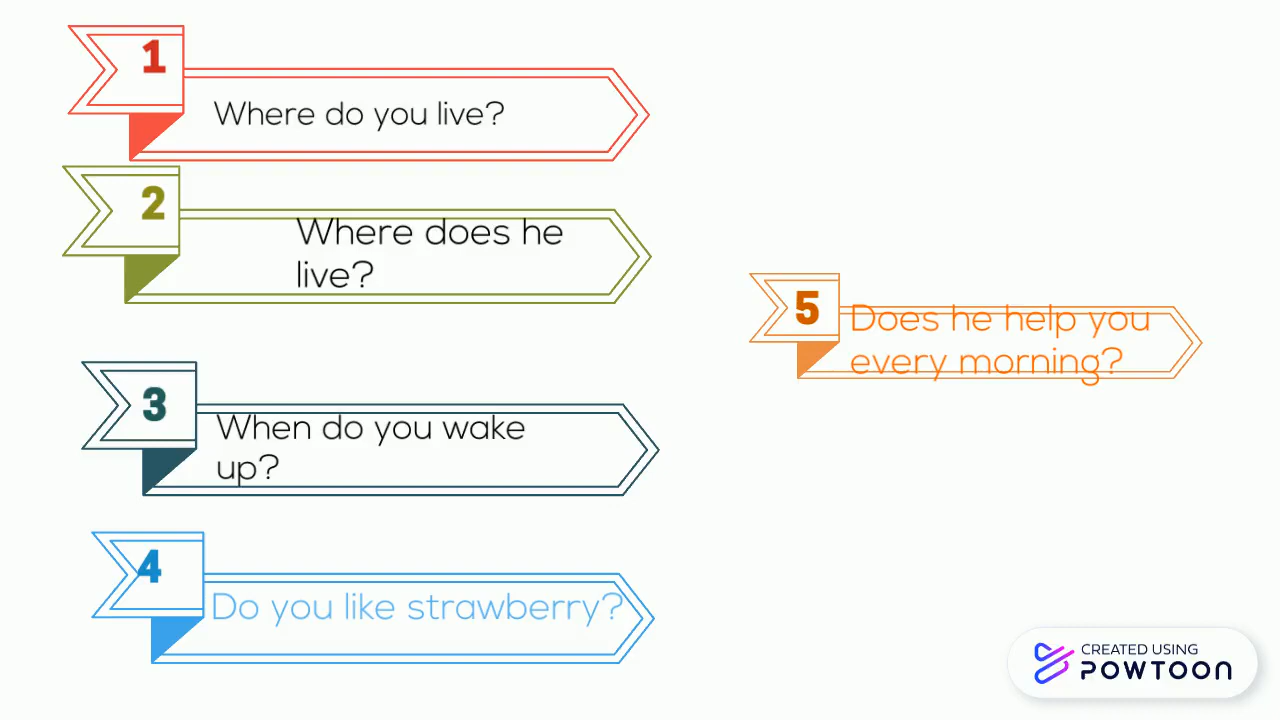 1
Where do you live?
2
Where does he
live?
3
When do you wake
up?
4
Do you like strawberry?
5
Does he help you
every morning?
CREATED USING
POWTOON